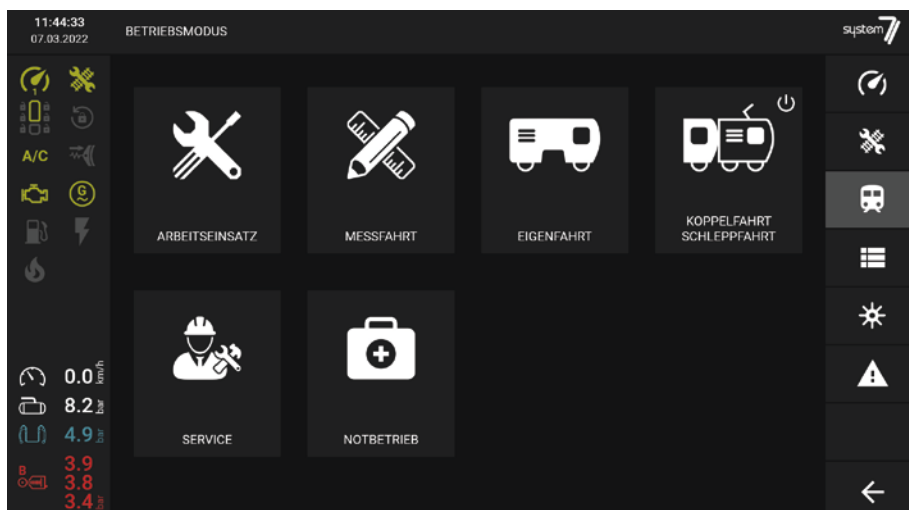 11:44:33
07.03.2022
BETRIEBSMODUS
system7
1
A/C
G
ARBEITSEINSATZ
MESSFAHRT
EIGENFAHRT
KOPPELFAHRT
SCHLEPPFAHRT
SERVICE
NOTBETRIEB
0.0 km/h
8.2 bar
4.9 bar
B
3.9
3.8
3.4 bar